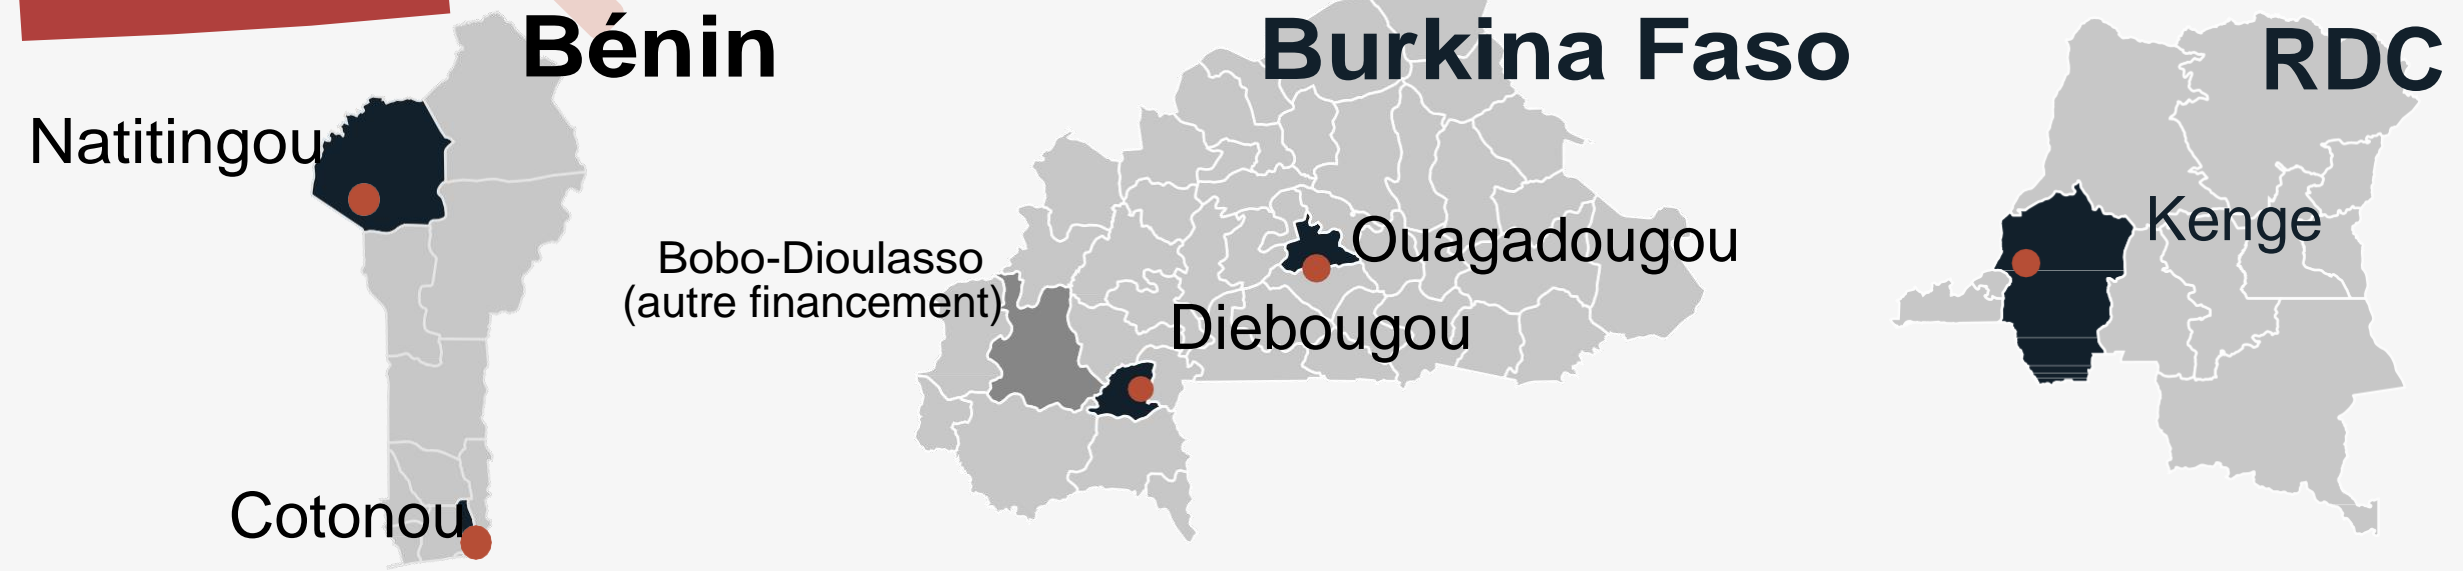 Bénin
Natitingou
Cotonou
Burkina Faso
Bobo-Dioulasso
(autre financement)
Ouagadougou
Diebougou
RDC
Kenge